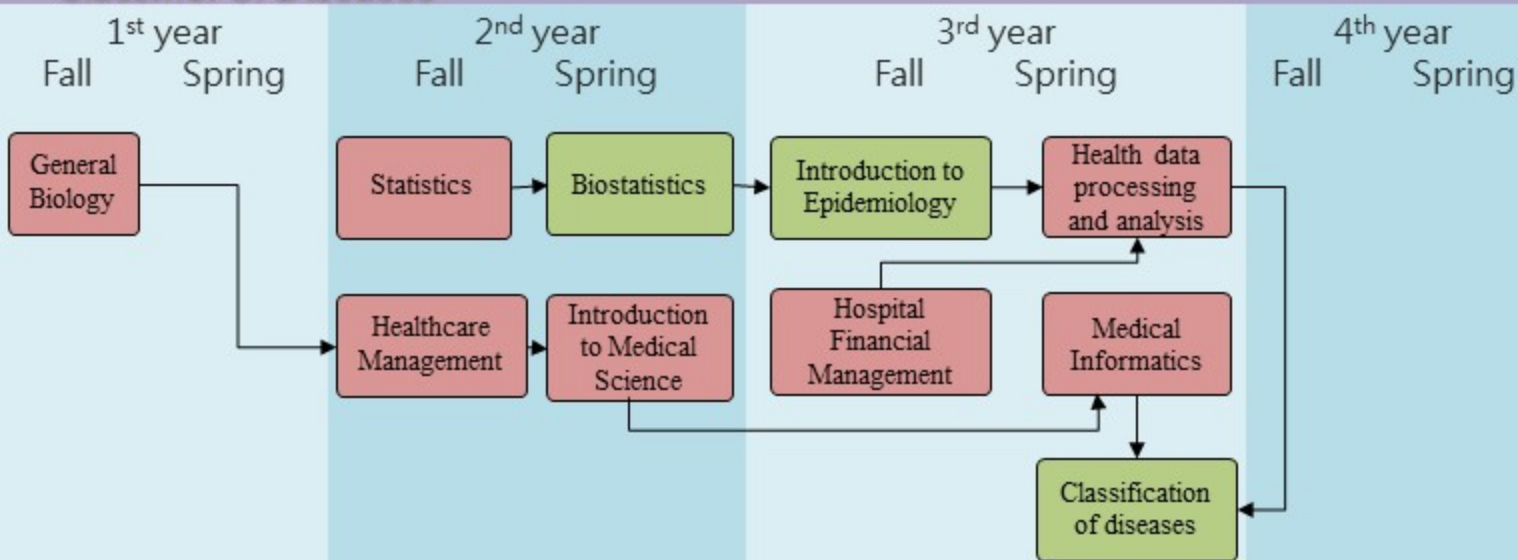 1st year 2nd year 3rd year 4th year
Fall Spring Fall Spring Fall Spring Fall Spring
General
Biology
Statistics
Biostatistics
Introduction to
Epidemiology
Health data
processing
and analysis
Healthcare
Management
Introduction
to Medical
Science
Hospital
Financial
Management
Medical
Informatics
Classification
of diseases